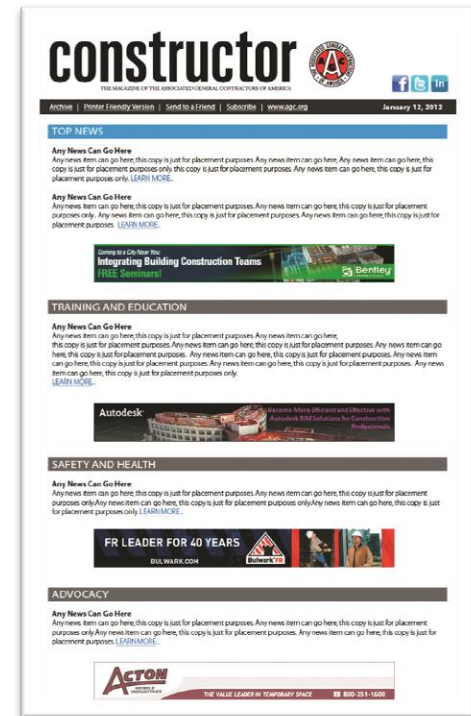 constructor
THE MAGAZINE OF THE ASSOCIATED GENERAL CONTRACTORS OF AMERICA
THE ASSOCIATED GENERAL CONTRACTORS OF AMERICA
AGC
f t in
Archive | Printer Friendly Version | Send to a Friend | Subscribe | www.agc.org January 12, 2012
TOP NEWS
Any News Can Go Here
Any news item can go here, this copy is just for placement purposes. Any news item can go here, Any news item can go here, this
copy is just for placement purposes only. this copy is just for placement purposes. Any news item can go here, this copy is just for
placement purposes only. LEARN MORE..
Any News Can Go Here
Any news item can go here, this copy is just for placement purposes. Any news item can go here, this copy is just for placement
purposes only.. Any news item can go here, this copy is just for placement purposes. Any news item can go here, this copy is just for
placement purposes. LEARN MORE..
Coming to a City Near You:
Integrating Building Construction Teams
FREE Seminars!
Bentley
TRAINING AND EDUCATION
Any News Can Go Here
Any news item can go here, this copy is just for placement purposes. Any news item can go here,
this copy is just for placement purposes. Any news item can go here, this copy is just for placement purposes. Any news item can go
here, this copy is just for placement purposes. Any news item can go here, this copy is just for placement purposes. Any news item
can go here, this copy is just for placement purposes. Any news item can go here, this copy is just for placement purposes. Any news
item can go here, this copy is just for placement purposes only.
LEARN MORE..
Autodesk
Become More Efficient and Effective with
Autodesk BIM Solutions for Construction
Professionals
SAFETY AND HEALTH
Any News Can Go Here
Any news item can go here, this copy is just for placement purposes. Any news item can go here, this copy is just for placement
purposes only.Any news item can go here, this copy is just for placement purposes only.Any news item can go here, this copy is just
for placement purposes only. LEARN MORE..
FR LEADER FOR 40 YEARS
BULWARK.COM
Bulwark FR
ADVOCACY
Any News Can Go Here
Any news item can go here, this copy is just for placement purposes. Any news item can go here, this copy is just for placement
purposes only.Any news item can go here, this copy is just for placement purposes. Any news item can go here, this copy is just for
placement purposes.LEARN MORE..
ACTON
MOBILE
INDUSTRIES
THE VALUE LEADER IN TEMPORARY SPACE 800-251-1600